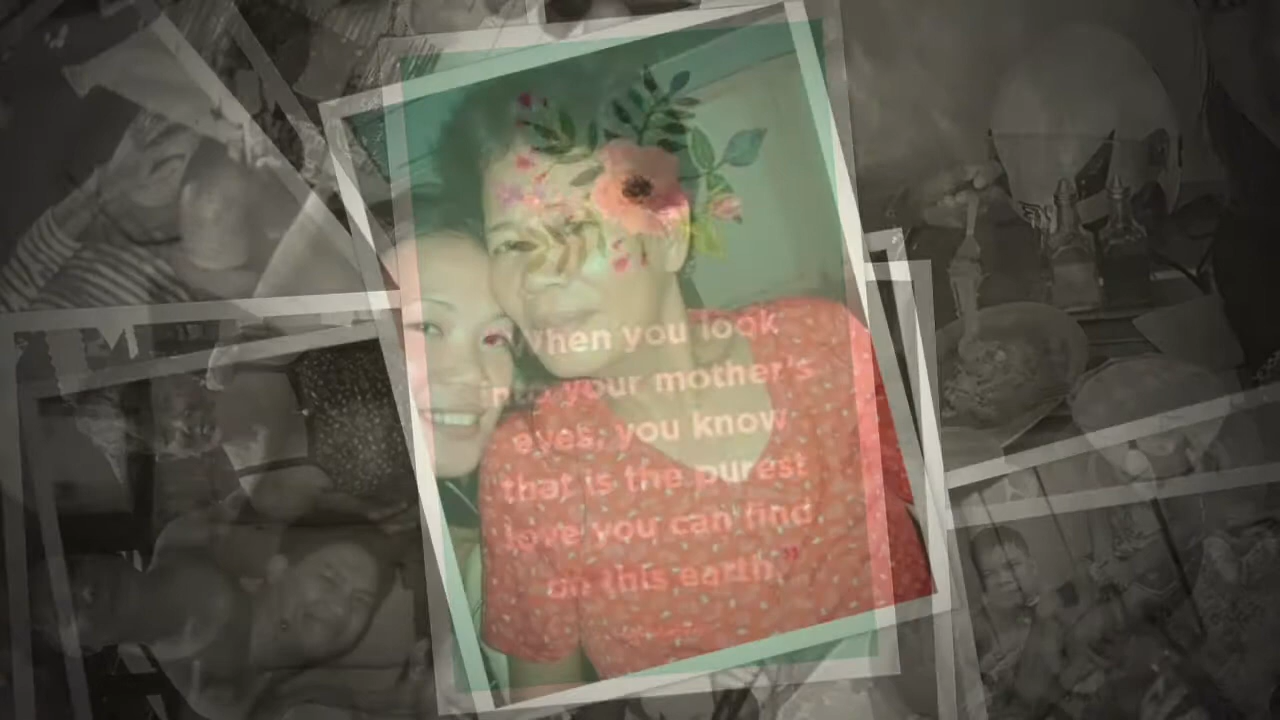 "When you look
into your mother's
eyes, you know
that is the purest
love you can find
on this earth."